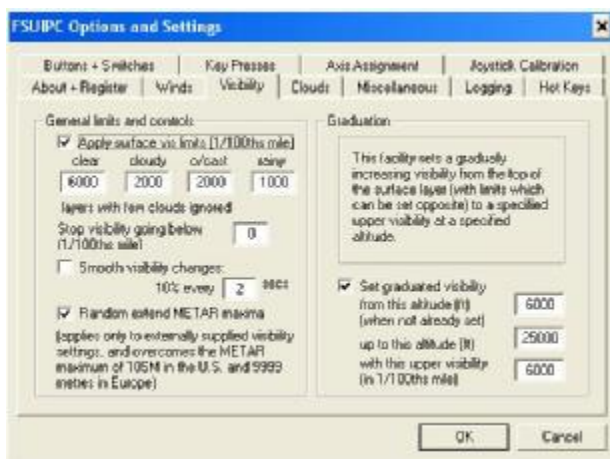 FSUIPC Options and Settings
Buttons + Switches
Key Presses
Axis Assignment
Joystick Calibration
About + Register
Winds
Visibility
Clouds
Miscellaneous
Logging
Hot Keys
General limits and controls
Apply surface vis limits (1/100ths mile)
clear cloudy o/cast rainy
6000 2000 2000 1000
layers with few clouds ignored
Stop visibility going below 0
(1/100ths mile)
Smooth visibility changes:
10% every 2 secs
Random extend METAR maxima
(applies only to externally supplied visibility
settings, and overcomes the METAR
maximum of 10SM in the U.S. and 9999
metres in Europe)
Graduation
This facility sets a gradually
increasing visibility from the top of
the surface layer (with limits which
can be set opposite) to a specified
upper visibility at a specified
altitude.
Set graduated visibility
from this altitude (ft) 6000
(when not already set)
up to this altitude (ft) 25000
with this upper visibility 6000
(in 1/100ths mile)
OK Cancel